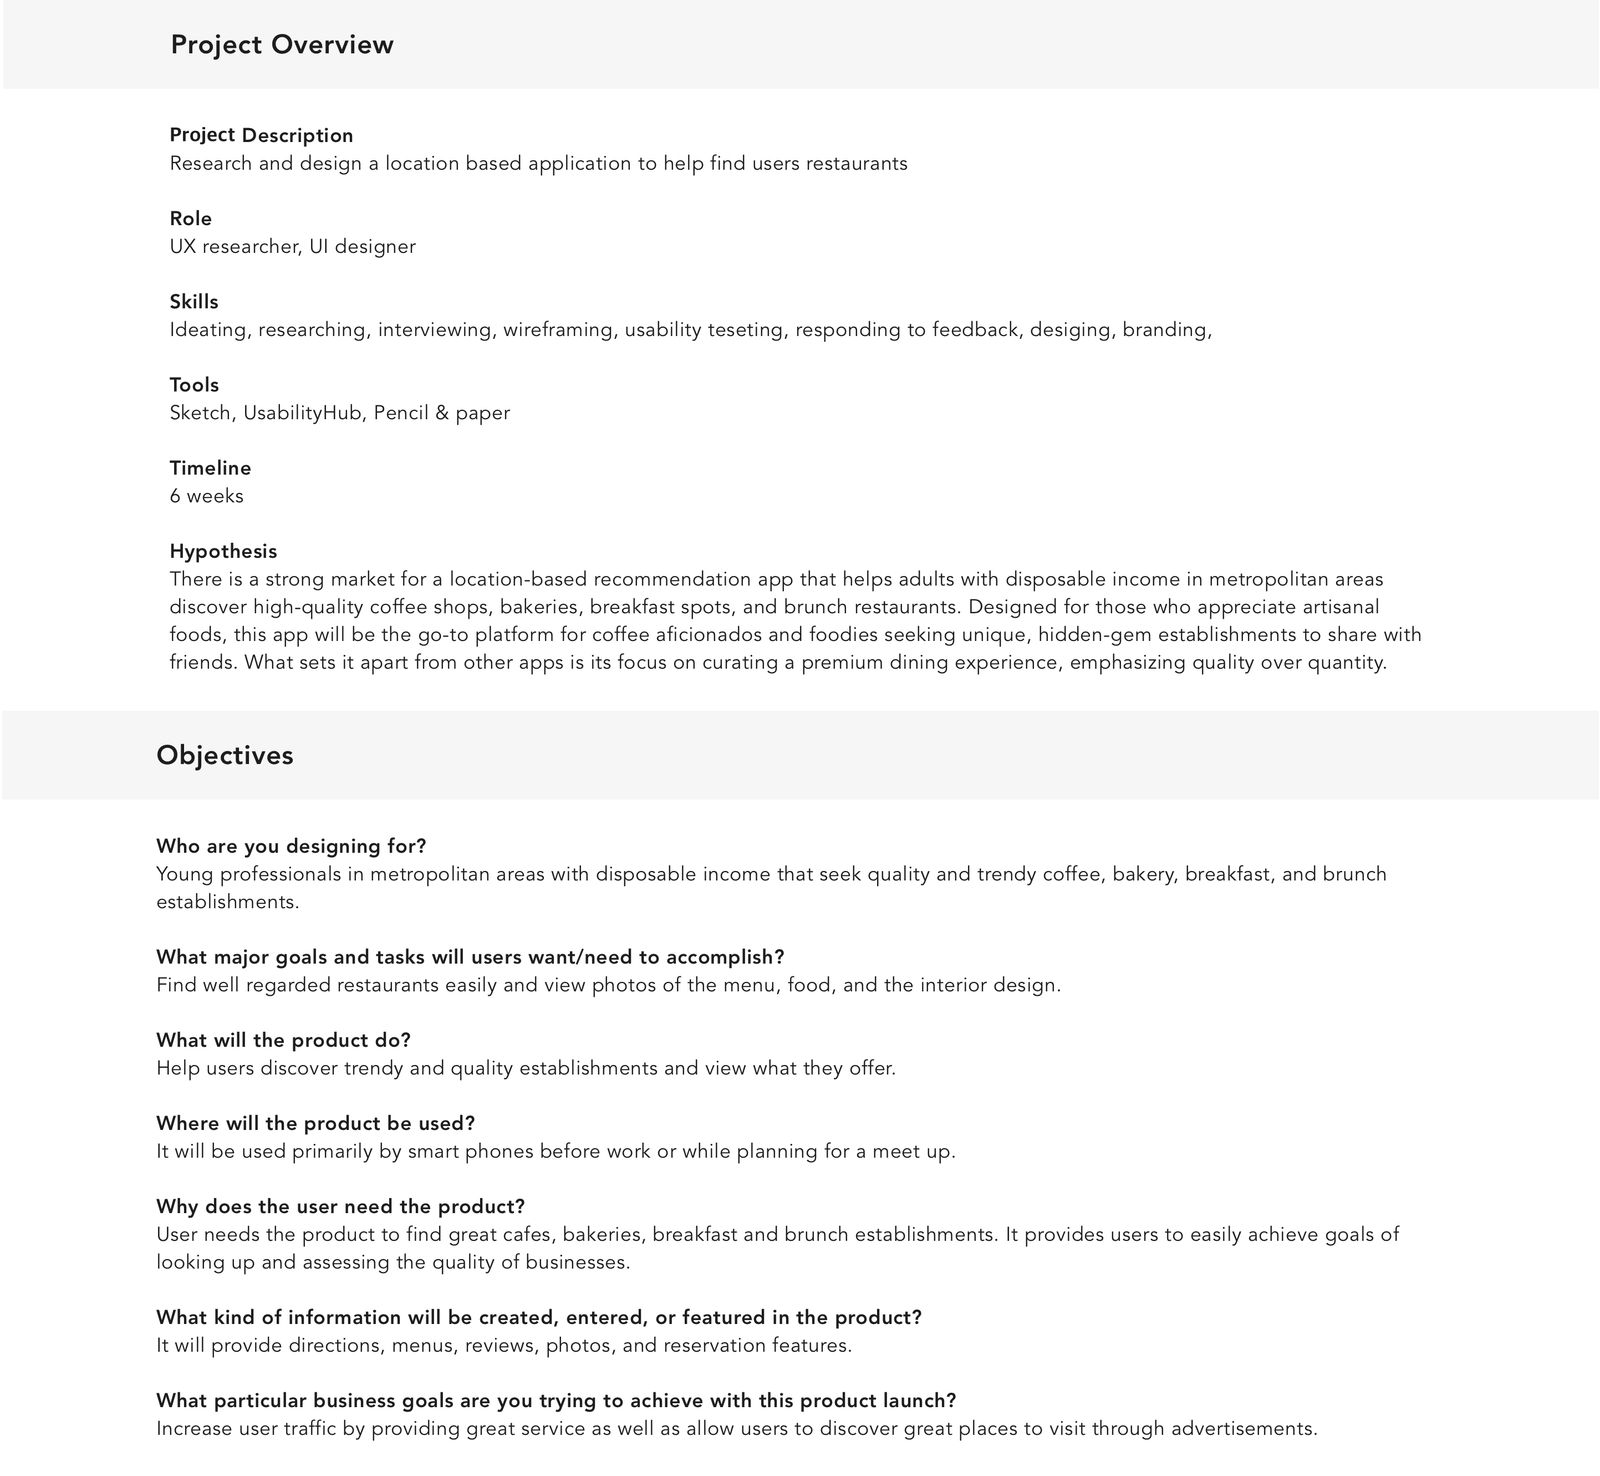 Project Overview
Project Description
Research and design a location based application to help find users restaurants
Role
UX researcher, UI designer
Skills
Ideating, researching, interviewing, wireframing, usability teseting, responding to feedback, desiging, branding,
Tools
Sketch, UsabilityHub, Pencil & paper
Timeline
6 weeks
Hypothesis
There is a strong market for a location-based recommendation app that helps adults with disposable income in metropolitan areas
discover high-quality coffee shops, bakeries, breakfast spots, and brunch restaurants. Designed for those who appreciate artisanal
foods, this app will be the go-to platform for coffee aficionados and foodies seeking unique, hidden-gem establishments to share with
friends. What sets it apart from other apps is its focus on curating a premium dining experience, emphasizing quality over quantity.
Objectives
Who are you designing for?
Young professionals in metropolitan areas with disposable income that seek quality and trendy coffee, bakery, breakfast, and brunch
establishments.
What major goals and tasks will users want/need to accomplish?
Find well regarded restaurants easily and view photos of the menu, food, and the interior design.
What will the product do?
Help users discover trendy and quality establishments and view what they offer.
Where will the product be used?
It will be used primarily by smart phones before work or while planning for a meet up.
Why does the user need the product?
User needs the product to find great cafes, bakeries, breakfast and brunch establishments. It provides users to easily achieve goals of
looking up and assessing the quality of businesses.
What kind of information will be created, entered, or featured in the product?
It will provide directions, menus, reviews, photos, and reservation features.
What particular business goals are you trying to achieve with this product launch?
Increase user traffic by providing great service as well as allow users to discover great places to visit through advertisements.